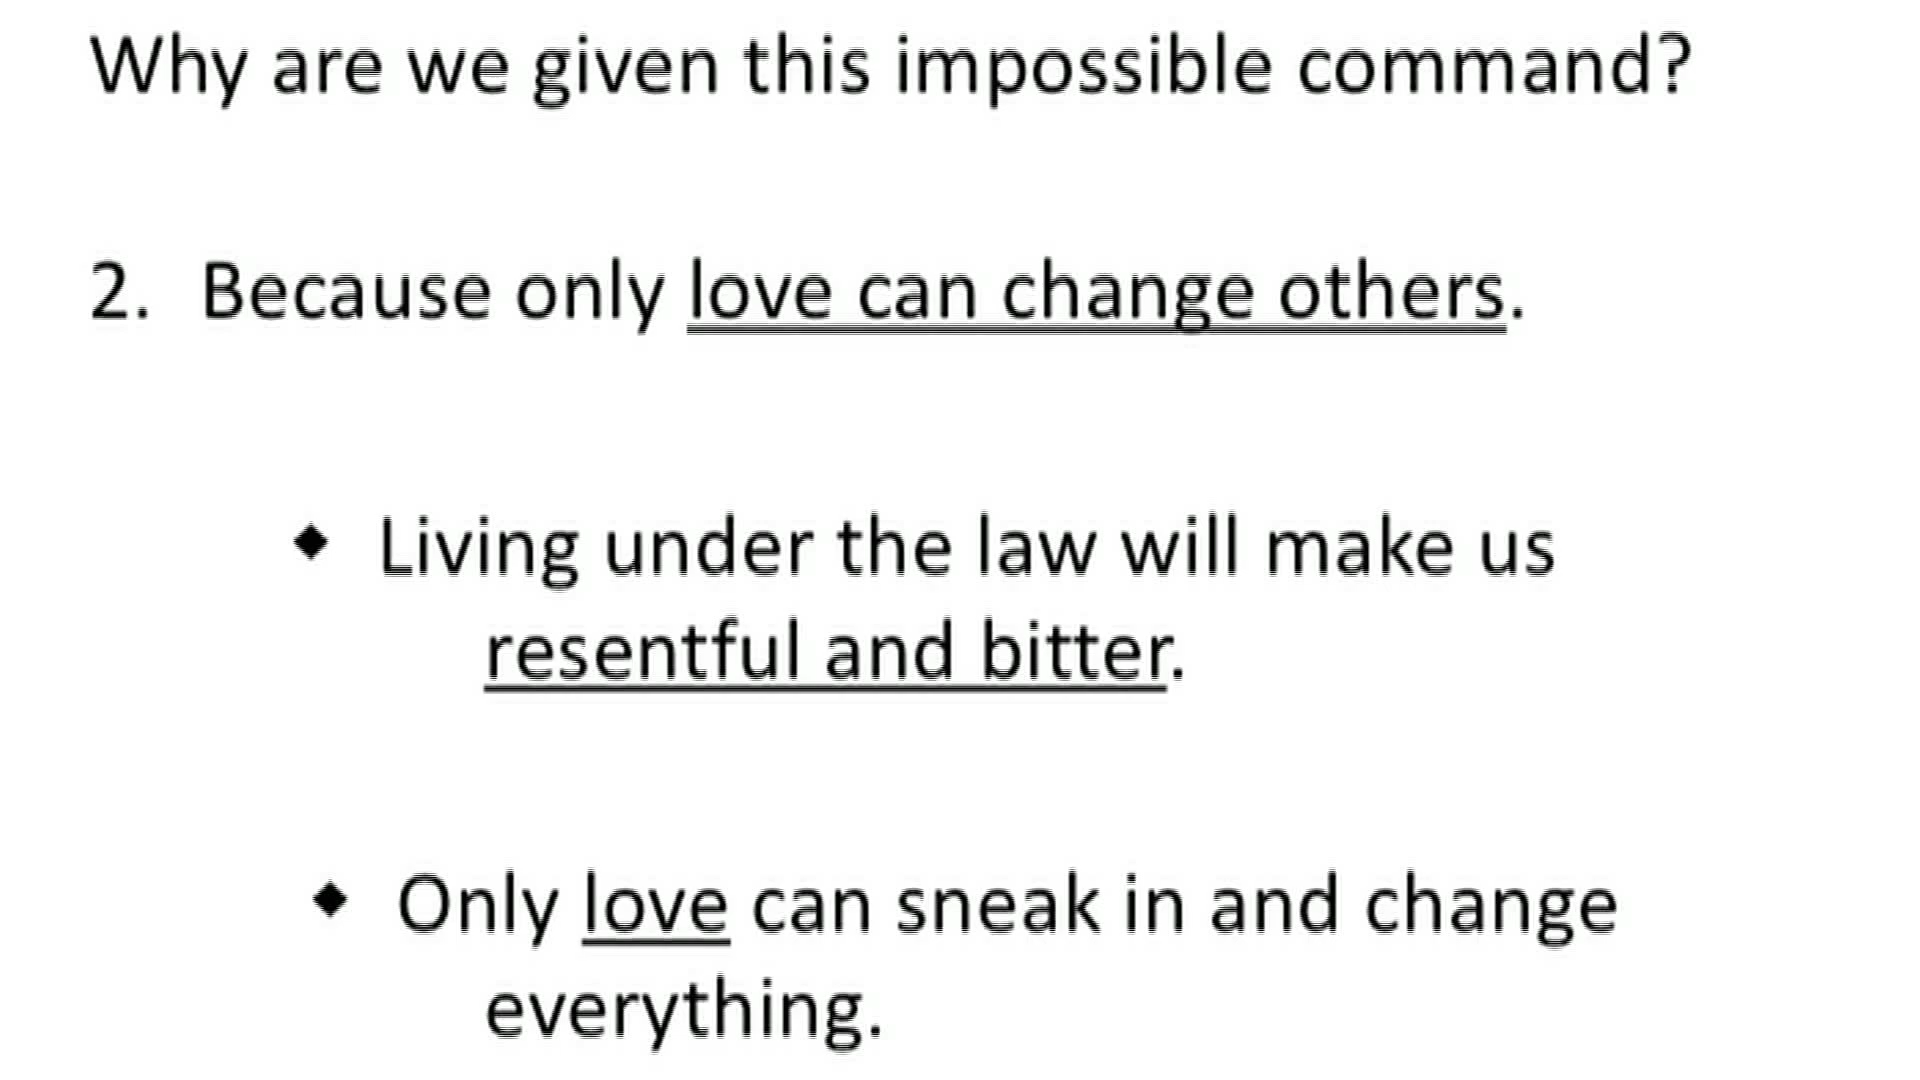 Why are we given this impossible command?
2. Because only love can change others.
◆ Living under the law will make us
resentful and bitter.
◆ Only love can sneak in and change
everything.